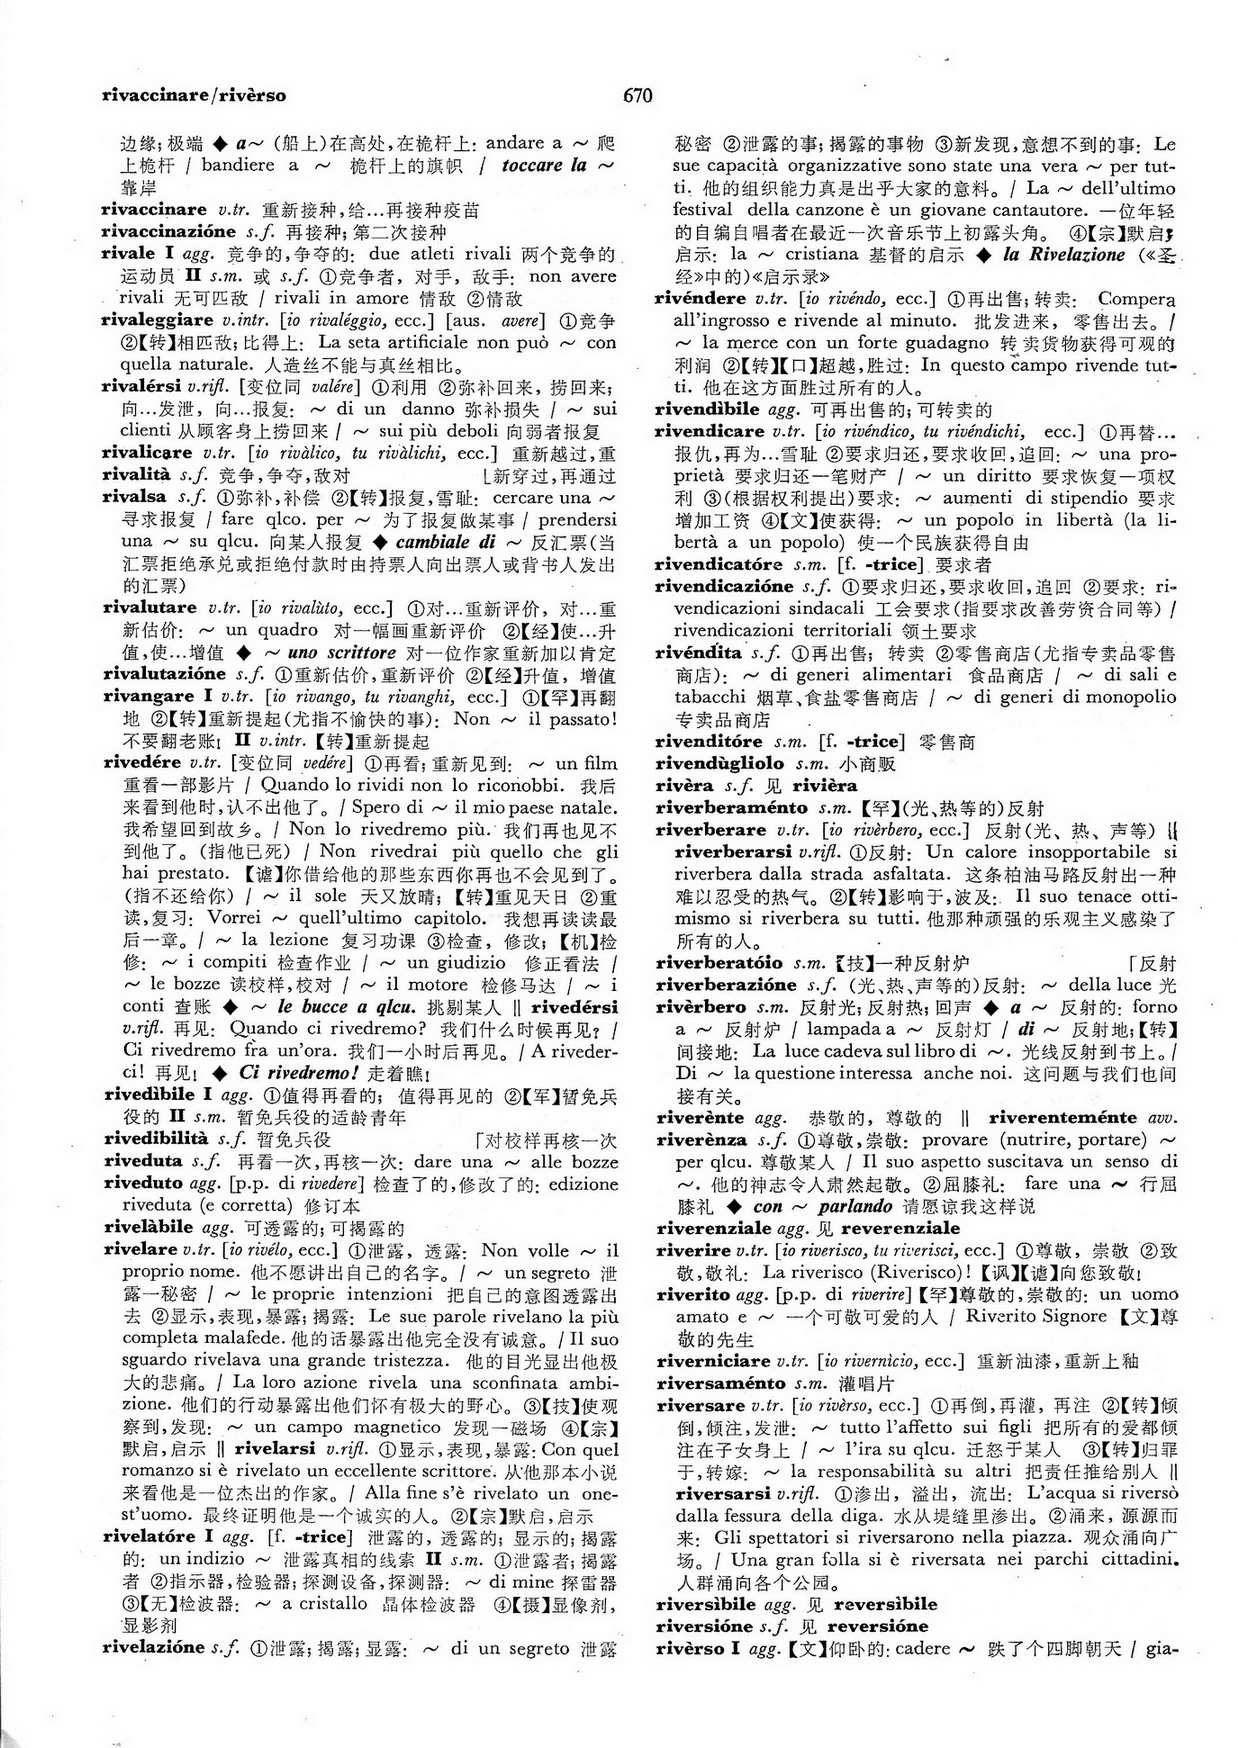 rivaccinare/rivèrso
670
边缘;极端 ◆ a～ (船上)在高处,在桅杆上: andare a ～ 爬
上桅杆 / bandiere a ～ 桅杆上的旗帜 / toccare la ～
靠岸
rivaccinare v.tr. 重新接种,给…再接种疫苗
rivaccinazióne s.f. 再接种; 第二次接种
rivale I agg. 竞争的,争夺的: due atleti rivali 两个竞争的
运动员 II s.m. 或 s.f. ①竞争者, 对手, 敌手: non avere
rivali 无可匹敌 / rivali in amore 情敌 ②情敌
rivaleggiare v.intr. [io rivaléggio, ecc.] [aus. avere] ①竞争
②【转】相匹敌; 比得上: La seta artificiale non può ～ con
quella naturale. 人造丝不能与真丝相比。
rivalérsi v.rifl. [变位同 valére] ①利用 ②弥补回来, 捞回来;
向…发泄, 向…报复: ～ di un danno 弥补损失 / ～ sui
clienti 从顾客身上捞回来 / ～ sui più deboli 向弱者报复
rivalicare v.tr. [io rivàlico, tu rivàlichi, ecc.] 重新越过,重
rivalità s.f. 竞争,争夺,敌对 ⌊新穿过,再通过
rivalsa s.f. ①弥补,补偿 ②【转】报复,雪耻: cercare una ～
寻求报复 / fare qlco. per ～ 为了报复做某事 / prendersi
una ～ su qlcu. 向某人报复 ◆ cambiale di ～ 反汇票(当
汇票拒绝承兑或拒绝付款时由持票人向出票人或背书人发出
的汇票)
rivalutare v.tr. [io rivalùto, ecc.] ①对…重新评价, 对…重
新估价: ～ un quadro 对一幅画重新评价 ②【经】使…升
值,使…增值 ◆ ～ uno scrittore 对一位作家重新加以肯定
rivalutazióne s.f. ①重新估价,重新评价 ②【经】升值, 增值
rivangare I v.tr. [io rivango, tu rivanghi, ecc.] ①【罕】再翻
地 ②【转】重新提起(尤指不愉快的事): Non ～ il passato!
不要翻老账! II v.intr. 【转】重新提起
rivedére v.tr. [变位同 vedére] ①再看; 重新见到: ～ un film
重看一部影片 / Quando lo rividi non lo riconobbi. 我后
来看到他时,认不出他了。/ Spero di ～ il mio paese natale.
我希望回到故乡。/ Non lo rivedremo più. 我们再也见不
到他了。(指他已死) / Non rivedrai più quello che gli
hai prestato. 【谑】你借给他的那些东西你再也不会见到了。
(指不还给你) / ～ il sole 天又放晴; 【转】重见天日 ②重
读,复习: Vorrei ～ quell'ultimo capitolo. 我想再读读最
后一章。/ ～ la lezione 复习功课 ③检查, 修改; 【机】检
修: ～ i compiti 检查作业 / ～ un giudizio 修正看法 /
～ le bozze 读校样,校对 / ～ il motore 检修马达 / ～ i
conti 查账 ◆ ～ le bucce a qlcu. 挑剔某人 ‖ rivedérsi
v.rifl. 再见: Quando ci rivedremo? 我们什么时候再见? /
Ci rivedremo fra un'ora. 我们一小时后再见。/ A riveder-
ci! 再见! ◆ Ci rivedremo! 走着瞧!
rivedìbile I agg. ①值得再看的; 值得再见的 ②【军】暂免兵
役的 II s.m. 暂免兵役的适龄青年
rivedibilità s.f. 暂免兵役 ⌈对校样再核一次
riveduta s.f. 再看一次,再核一次: dare una ～ alle bozze
riveduto agg. [p.p. di rivedere] 检查了的,修改了的: edizione
riveduta (e corretta) 修订本
rivelàbile agg. 可透露的; 可揭露的
rivelare v.tr. [io rivélo, ecc.] ①泄露, 透露: Non volle ～ il
proprio nome. 他不愿讲出自己的名字。/ ～ un segreto 泄
露一秘密 / ～ le proprie intenzioni 把自己的意图透露出
去 ②显示,表现,暴露; 揭露: Le sue parole rivelano la più
completa malafede. 他的话暴露出他完全没有诚意。/ Il suo
sguardo rivelava una grande tristezza. 他的目光显出他极
大的悲痛。/ La loro azione rivela una sconfinata ambi-
zione. 他们的行动暴露出他们怀有极大的野心。③【技】使观
察到,发现: ～ un campo magnetico 发现一磁场 ④【宗】
默启,启示 ‖ rivelarsi v.rifl. ①显示,表现,暴露: Con quel
romanzo si è rivelato un eccellente scrittore. 从他那本小说
来看他是一位杰出的作家。/ Alla fine s'è rivelato un one-
st'uomo. 最终证明他是一个诚实的人。②【宗】默启,启示
rivelatóre I agg. [f. -trice] 泄露的, 透露的; 显示的; 揭露
的: un indizio ～ 泄露真相的线索 II s.m. ①泄露者; 揭露
者 ②指示器,检验器; 探测设备,探测器: ～ di mine 探雷器
③【无】检波器: ～ a cristallo 晶体检波器 ④【摄】显像剂,
显影剂
rivelazióne s.f. ①泄露; 揭露; 显露: ～ di un segreto 泄露
秘密 ②泄露的事; 揭露的事物 ③新发现,意想不到的事: Le
sue capacità organizzative sono state una vera ～ per tut-
ti. 他的组织能力真是出乎大家的意料。/ La ～ dell'ultimo
festival della canzone è un giovane cantautore. 一位年轻
的自编自唱者在最近一次音乐节上初露头角。 ④【宗】默启;
启示: la ～ cristiana 基督的启示 ◆ la Rivelazione (《圣
经》中的)《启示录》
rivéndere v.tr. [io rivéndo, ecc.] ①再出售; 转卖: Compera
all'ingrosso e rivende al minuto. 批发进来, 零售出去。/
～ la merce con un forte guadagno 转卖货物获得可观的
利润 ②【转】【口】超越,胜过: In questo campo rivende tut-
ti. 他在这方面胜过所有的人。
rivendìbile agg. 可再出售的; 可转卖的
rivendicare v.tr. [io rivéndico, tu rivéndichi, ecc.] ①再替…
报仇,再为…雪耻 ②要求归还,要求收回,追回: ～ una pro-
prietà 要求归还一笔财产 / ～ un diritto 要求恢复一项权
利 ③(根据权利提出)要求: ～ aumenti di stipendio 要求
增加工资 ④【文】使获得: ～ un popolo in libertà (la li-
bertà a un popolo) 使一个民族获得自由
rivendicatóre s.m. [f. -trice] 要求者
rivendicazióne s.f. ①要求归还,要求收回,追回 ②要求: ri-
vendicazioni sindacali 工会要求(指要求改善劳资合同等) /
rivendicazioni territoriali 领土要求
rivéndita s.f. ①再出售; 转卖 ②零售商店(尤指专卖品零售
商店): ～ di generi alimentari 食品商店 / ～ di sali e
tabacchi 烟草、食盐零售商店 / ～ di generi di monopolio
专卖品商店
rivenditóre s.m. [f. -trice] 零售商
rivendùgliolo s.m. 小商贩
rivèra s.f. 见 rivièra
riverberaménto s.m. 【罕】(光、热等的)反射
riverberare v.tr. [io rivèrbero, ecc.] 反射(光、热、声等) ‖
riverberarsi v.rifl. ①反射: Un calore insopportabile si
riverbera dalla strada asfaltata. 这条柏油马路反射出一种
难以忍受的热气。②【转】影响于,波及: Il suo tenace otti-
mismo si riverbera su tutti. 他那种顽强的乐观主义感染了
所有的人。
riverberatóio s.m. 【技】一种反射炉 ⌈反射
riverberazióne s.f. (光、热、声等的)反射: ～ della luce 光
rivèrbero s.m. 反射光; 反射热; 回声 ◆ a ～ 反射的: forno
a ～ 反射炉 / lampada a ～ 反射灯 / di ～ 反射地;【转】
间接地: La luce cadeva sul libro di ～. 光线反射到书上。/
Di ～ la questione interessa anche noi. 这问题与我们也间
接有关。
riverènte agg. 恭敬的, 尊敬的 ‖ riverenteménte avv.
riverènza s.f. ①尊敬,崇敬: provare (nutrire, portare) ～
per qlcu. 尊敬某人 / Il suo aspetto suscitava un senso di
～. 他的神志令人肃然起敬。②屈膝礼: fare una ～ 行屈
膝礼 ◆ con ～ parlando 请愿谅我这样说
riverenziale agg. 见 reverenziale
riverire v.tr. [io riverisco, tu riverisci, ecc.] ①尊敬, 崇敬 ②致
敬,敬礼: La riverisco (Riverisco)! 【讽】【谑】向您致敬!
riverito agg. [p.p. di riverire] 【罕】尊敬的,崇敬的: un uomo
amato e ～ 一个可敬可爱的人 / Riverito Signore 【文】尊
敬的先生
riverniciare v.tr. [io rivernìcio, ecc.] 重新油漆,重新上釉
riversaménto s.m. 灌唱片
riversare v.tr. [io rivèrso, ecc.] ①再倒,再灌, 再注 ②【转】倾
倒,倾注,发泄: ～ tutto l'affetto sui figli 把所有的爱都倾
注在子女身上 / ～ l'ira su qlcu. 迁怒于某人 ③【转】归罪
于,转嫁: ～ la responsabilità su altri 把责任推给别人 ‖
riversarsi v.rifl. ①渗出, 溢出, 流出: L'acqua si riversò
dalla fessura della diga. 水从堤缝里渗出。②涌来, 源源而
来: Gli spettatori si riversarono nella piazza. 观众涌向广
场。/ Una gran folla si è riversata nei parchi cittadini.
人群涌向各个公园。
riversìbile agg. 见 reversìbile
riversióne s.f. 见 reversióne
rivèrso I agg. 【文】仰卧的: cadere ～ 跌了个四脚朝天 / gia-